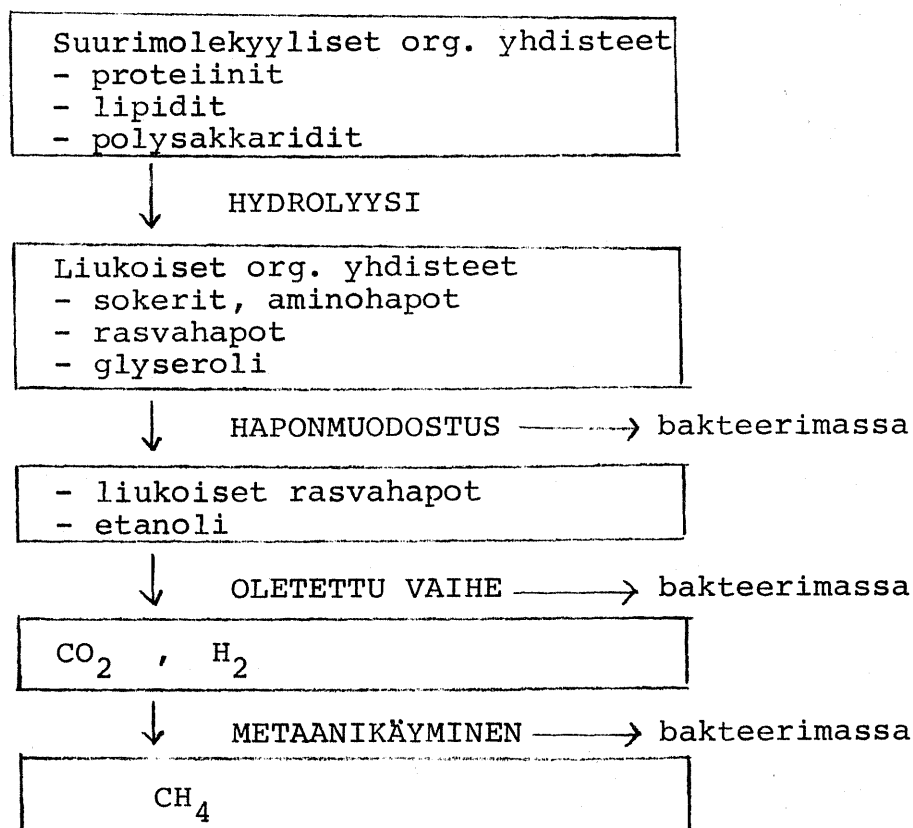 Suurimolekyyliset org. yhdisteet
- proteiinit
- lipidit
- polysakkaridit
HYDROLYYSI
Liukoiset org. yhdisteet
- sokerit, aminohapot
- rasvahapot
- glyseroli
HAPONMUODOSTUS → bakteerimassa
- liukoiset rasvahapot
- etanoli
OLETETTU VAIHE → bakteerimassa
CO₂ , H₂
METAANIKÄYMINEN → bakteerimassa
CH₄